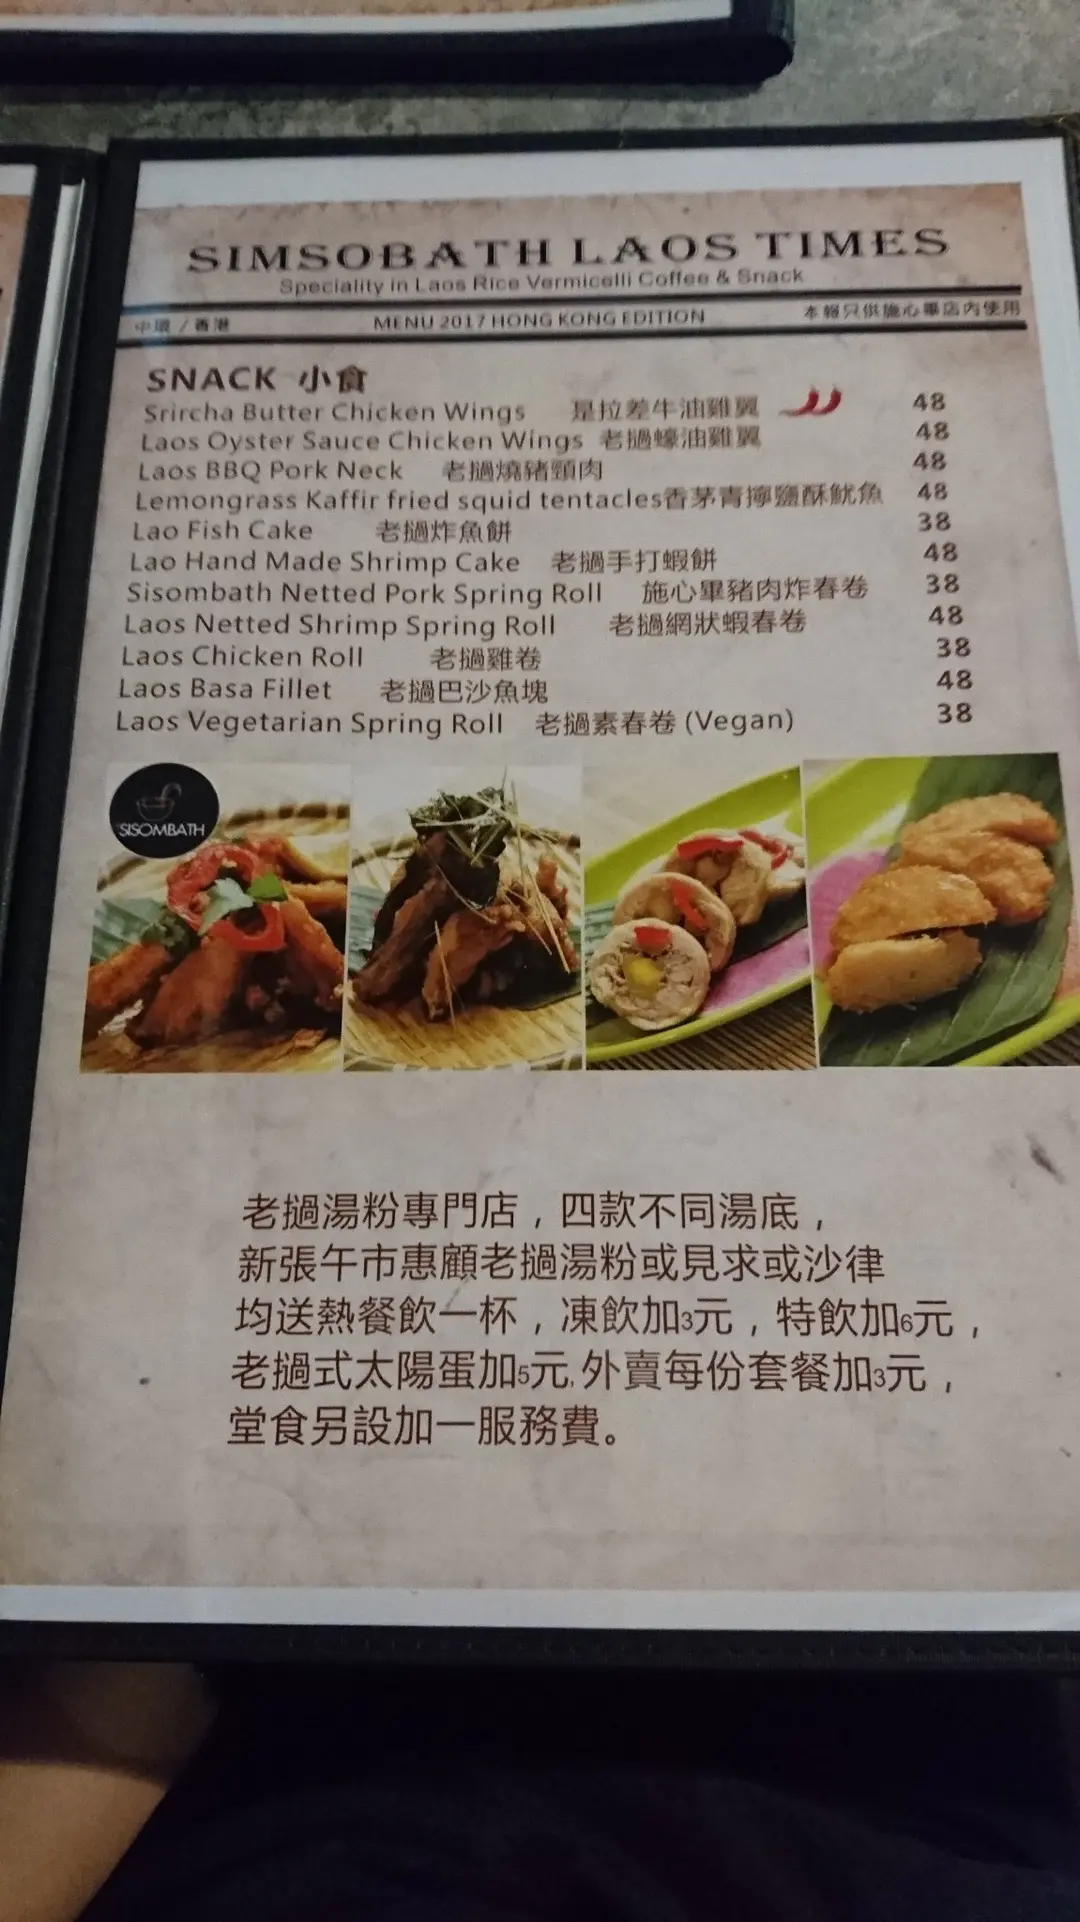 SIMSOBATH LAOS TIMES
Speciality in Laos Rice Vermicelli Coffee & Snack
中環 / 香港 MENU 2017 HONG KONG EDITION 本報只供施心畢店內使用
SNACK 小食
Srircha Butter Chicken Wings 是拉差牛油雞翼 48
Laos Oyster Sauce Chicken Wings 老撾蠔油雞翼 48
Laos BBQ Pork Neck 老撾燒豬頸肉 48
Lemongrass Kaffir fried squid tentacles香茅青擰鹽酥魷魚 48
Lao Fish Cake 老撾炸魚餅 38
Lao Hand Made Shrimp Cake 老撾手打蝦餅 48
Sisombath Netted Pork Spring Roll 施心畢豬肉炸春卷 38
Laos Netted Shrimp Spring Roll 老撾網狀蝦春卷 48
Laos Chicken Roll 老撾雞卷 38
Laos Basa Fillet 老撾巴沙魚塊 48
Laos Vegetarian Spring Roll 老撾素春卷 (Vegan) 38
SISOMBATH
老撾湯粉專門店，四款不同湯底，
新張午市惠顧老撾湯粉或見求或沙律
均送熱餐飲一杯，凍飲加3元，特飲加6元，
老撾式太陽蛋加5元, 外賣每份套餐加3元，
堂食另設加一服務費。